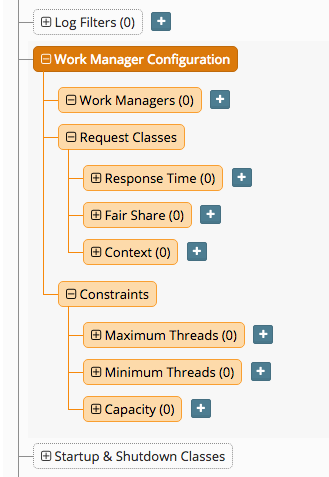 Log Filters (0)
Work Manager Configuration
Work Managers (0)
Request Classes
Response Time (0)
Fair Share (0)
Context (0)
Constraints
Maximum Threads (0)
Minimum Threads (0)
Capacity (0)
Startup & Shutdown Classes